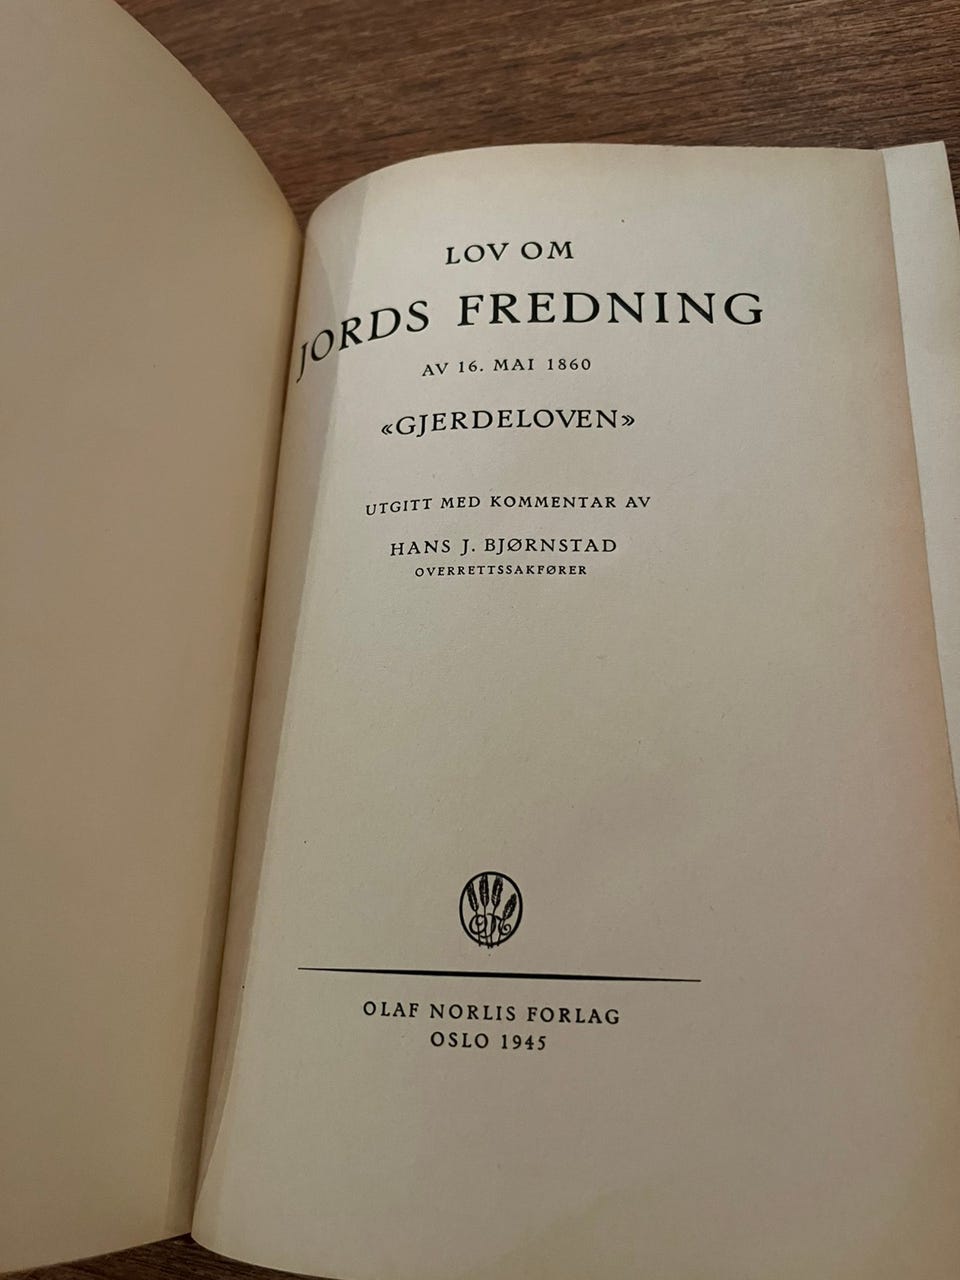 LOV OM
JORDS FREDNING
AV 16. MAI 1860
«GJERDELOVEN»
UTGITT MED KOMMENTAR AV
HANS J. BJØRNSTAD
OVERRETTSSAKFØRER
OLAF NORLIS FORLAG
OSLO 1945